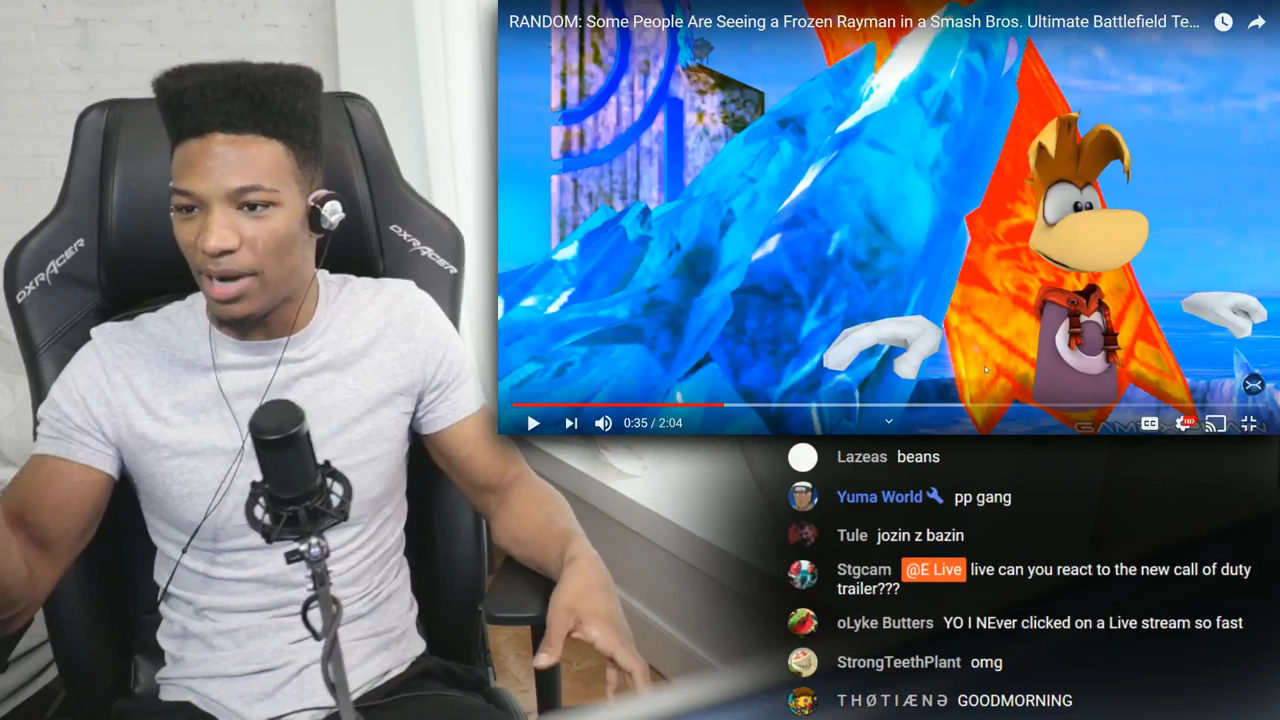 RANDOM: Some People Are Seeing a Frozen Rayman in a Smash Bros. Ultimate Battlefield Te...
DXRACER
DXRACER
0:35 / 2:04
CC
HD
Lazeas beans
Yuma World pp gang
Tule jozin z bazin
Stgcam @E Live live can you react to the new call of duty
trailer???
oLyke Butters YO I NEver clicked on a Live stream so fast
StrongTeethPlant omg
T H Ø T I Æ N Ə GOODMORNING